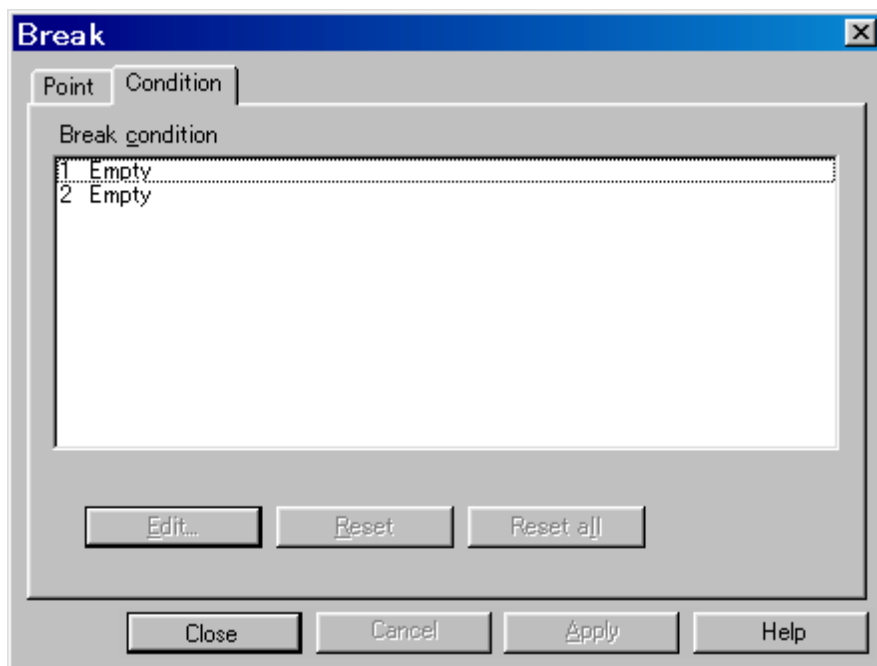 Break
Point Condition
Break condition
1 Empty
2 Empty
Edit... Reset Reset all
Close Cancel Apply Help